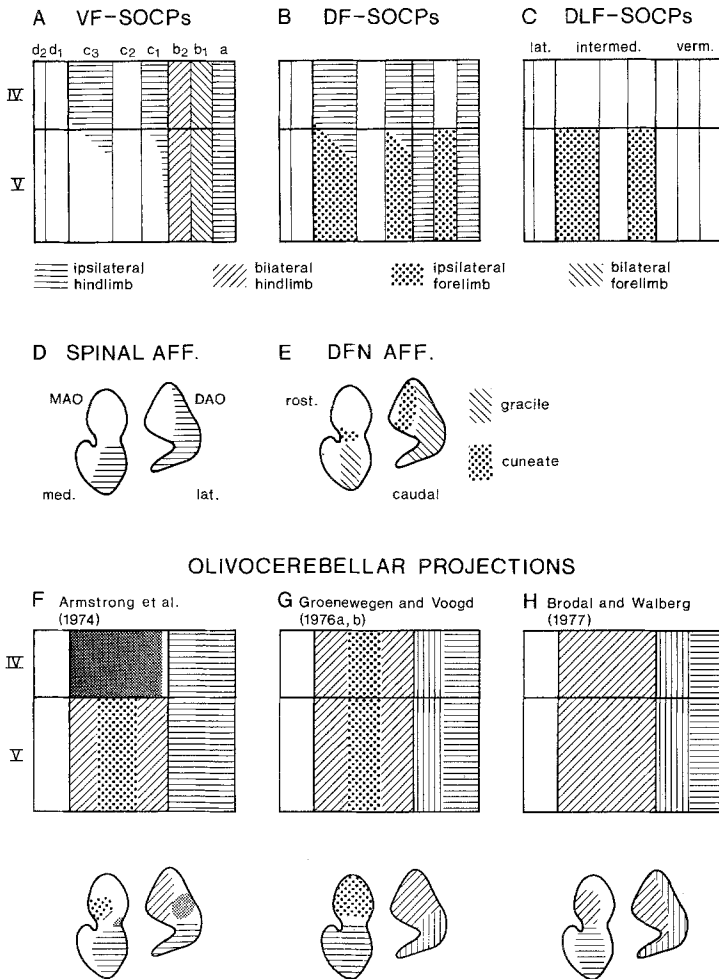 A VF-SOCPs
B DF-SOCPs
C DLF-SOCPs
d2 d1 c3 c2 c1 b2 b1 a
lat. intermed. verm.
IV
V
ipsilateral hindlimb
bilateral hindlimb
ipsilateral forelimb
bilateral forelimb
D SPINAL AFF.
MAO
DAO
med.
lat.
E DFN AFF.
rost.
caudal
gracile
cuneate
OLIVOCEREBELLAR PROJECTIONS
F Armstrong et al.
(1974)
G Groenewegen and Voogd
(1976a, b)
H Brodal and Walberg
(1977)
IV
V